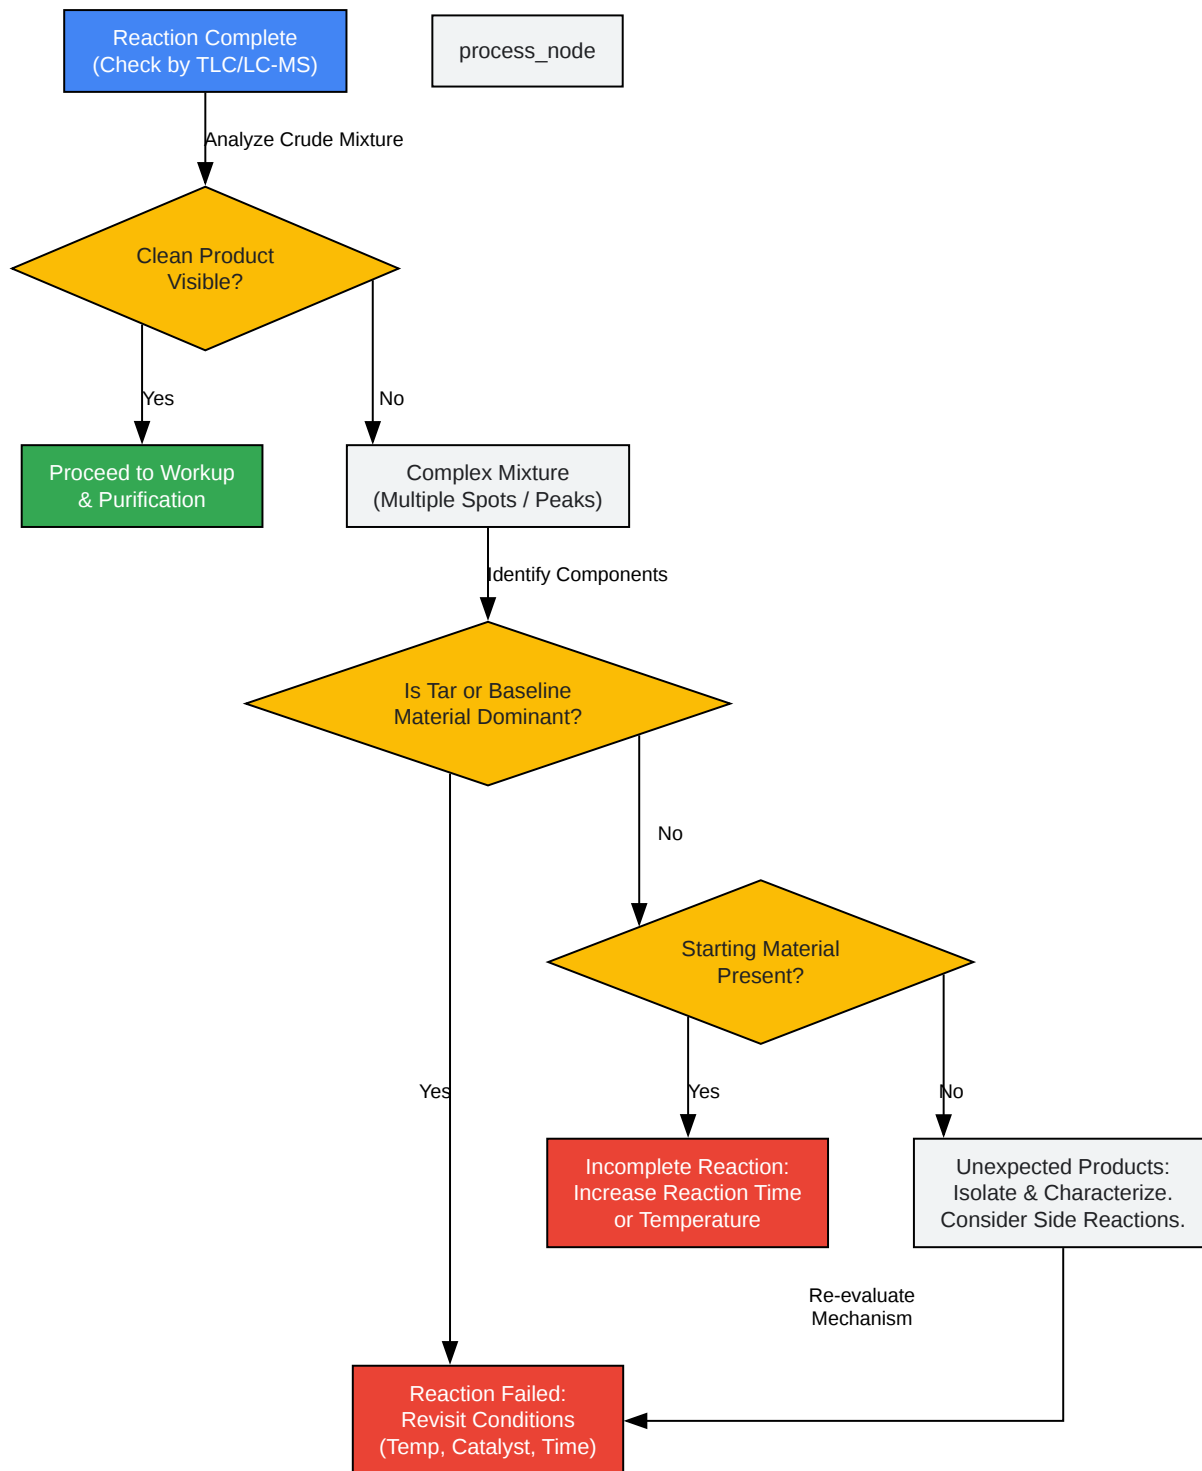 Reaction Complete
(Check by TLC/LC-MS)
process_node
Analyze Crude Mixture
Clean Product
Visible?
Yes
No
Proceed to Workup
& Purification
Complex Mixture
(Multiple Spots / Peaks)
Identify Components
Is Tar or Baseline
Material Dominant?
No
Starting Material
Present?
Yes
Yes
No
Incomplete Reaction:
Increase Reaction Time
or Temperature
Unexpected Products:
Isolate & Characterize.
Consider Side Reactions.
Re-evaluate
Mechanism
Reaction Failed:
Revisit Conditions
(Temp, Catalyst, Time)